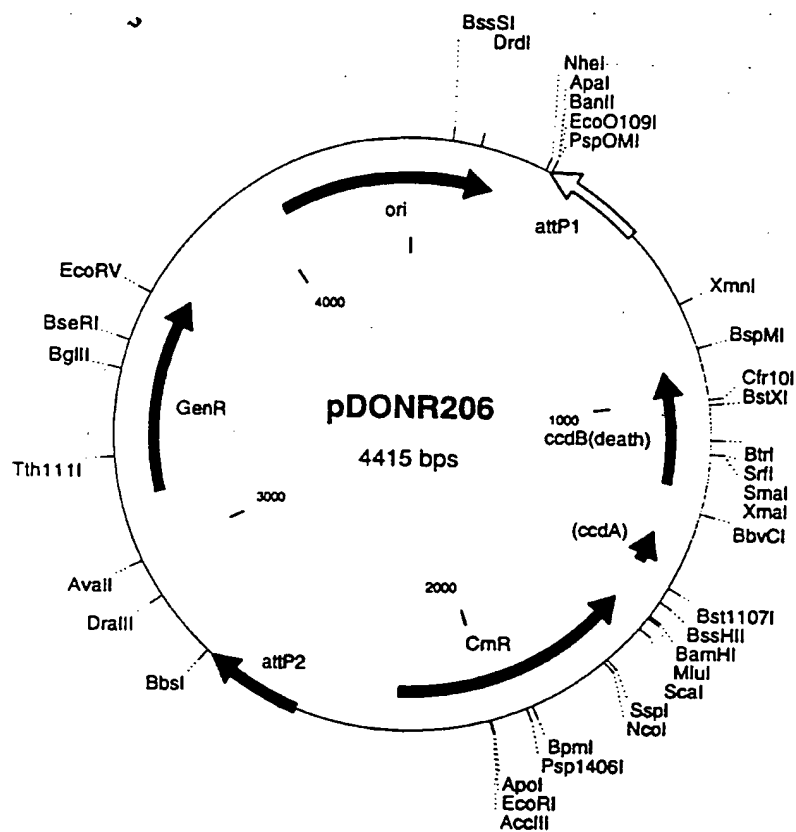 BssSI
DrdI
NheI
ApaI
BanII
EcoO109I
PspOMI
attP1
ori
XmnI
BspMI
Cfr10I
BstXI
BtrI
SrfI
SmaI
XmaI
BbvCI
Bst1107I
BssHII
BamHI
MluI
ScaI
SspI
NcoI
BpmI
Psp1406I
ApoI
EcoRI
AccIII
BbsI
DraIII
AvaII
Tth111I
BglII
BseRI
EcoRV
GenR
attP2
CmR
(ccdA)
ccdB(death)
pDONR206
4415 bps
1000
2000
3000
4000